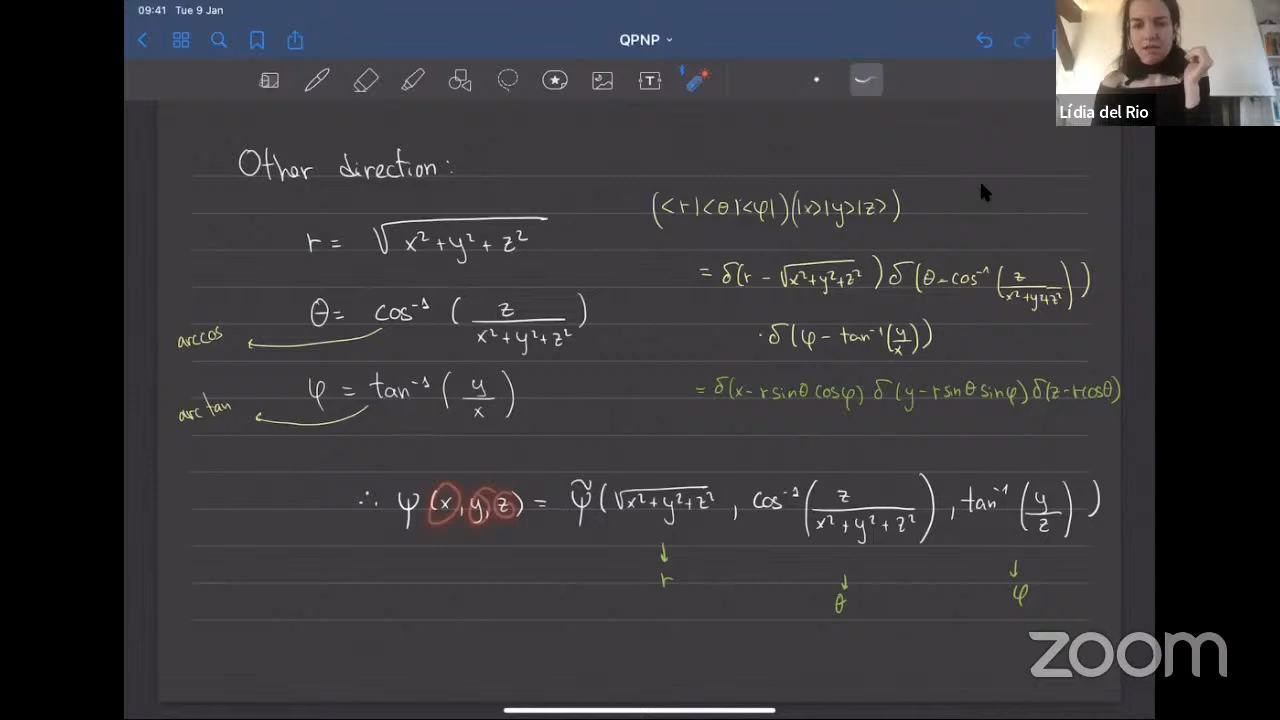 09:41 Tue 9 Jan
QPNP
Lídia del Rio
Other direction:
(<r|<θ|<φ|)(|x>|y>|z>)
r = √x²+y²+z²
= δ(r - √x²+y²+z²) δ(θ-cos⁻¹(z/x²+y²+z²))
θ = cos⁻¹ (z/x²+y²+z²)
arccos
· δ(φ - tan⁻¹(y/x))
φ = tan⁻¹ (y/x)
= δ(x-r sinθ cosφ) δ(y-r sinθ sinφ) δ(z-r cosθ)
arc tan
∴ ψ(x,y,z) = ψ̃(√x²+y²+z², cos⁻¹(z/x²+y²+z²), tan⁻¹(y/z))
r
θ
φ
zoom